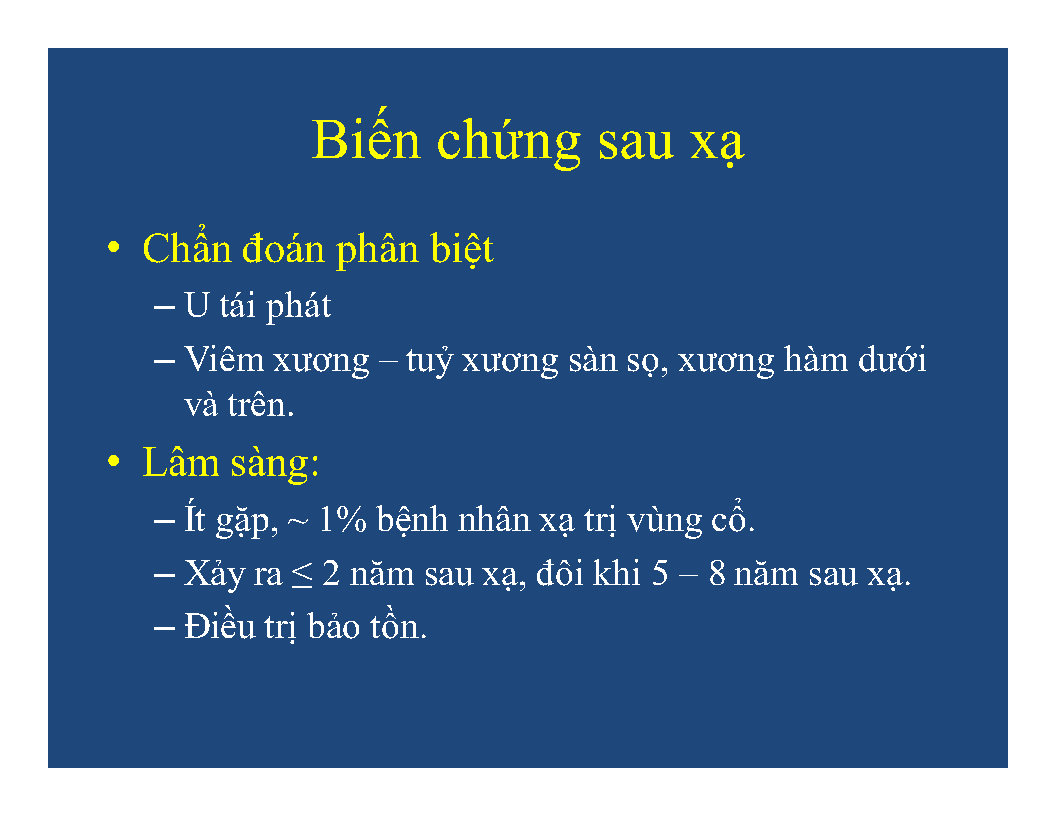 Biến chứng sau xạ
• Chẩn đoán phân biệt
– U tái phát
– Viêm xương – tuỷ xương sàn sọ, xương hàm dưới
và trên.
• Lâm sàng:
– Ít gặp, ~ 1% bệnh nhân xạ trị vùng cổ.
– Xảy ra ≤ 2 năm sau xạ, đôi khi 5 – 8 năm sau xạ.
– Điều trị bảo tồn.